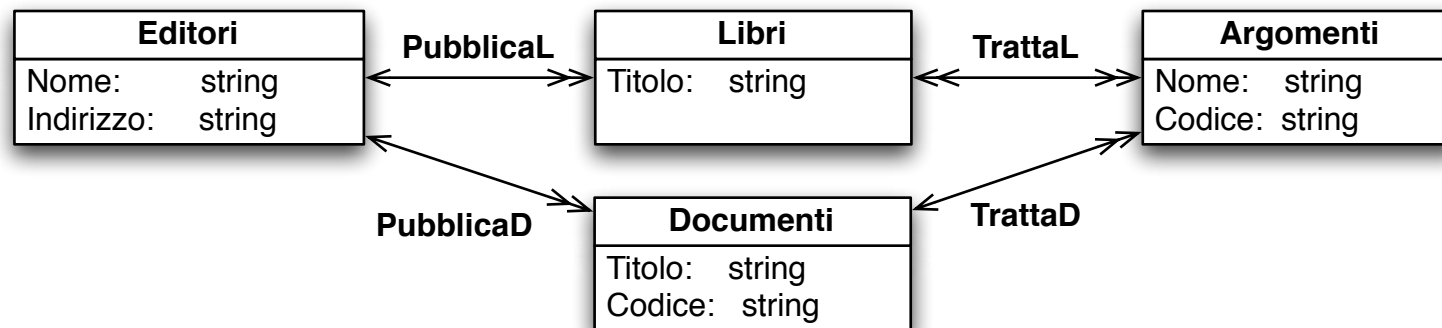 Editori
Nome: string
Indirizzo: string
PubblicaL
Libri
Titolo: string
TrattaL
Argomenti
Nome: string
Codice: string
PubblicaD
Documenti
Titolo: string
Codice: string
TrattaD